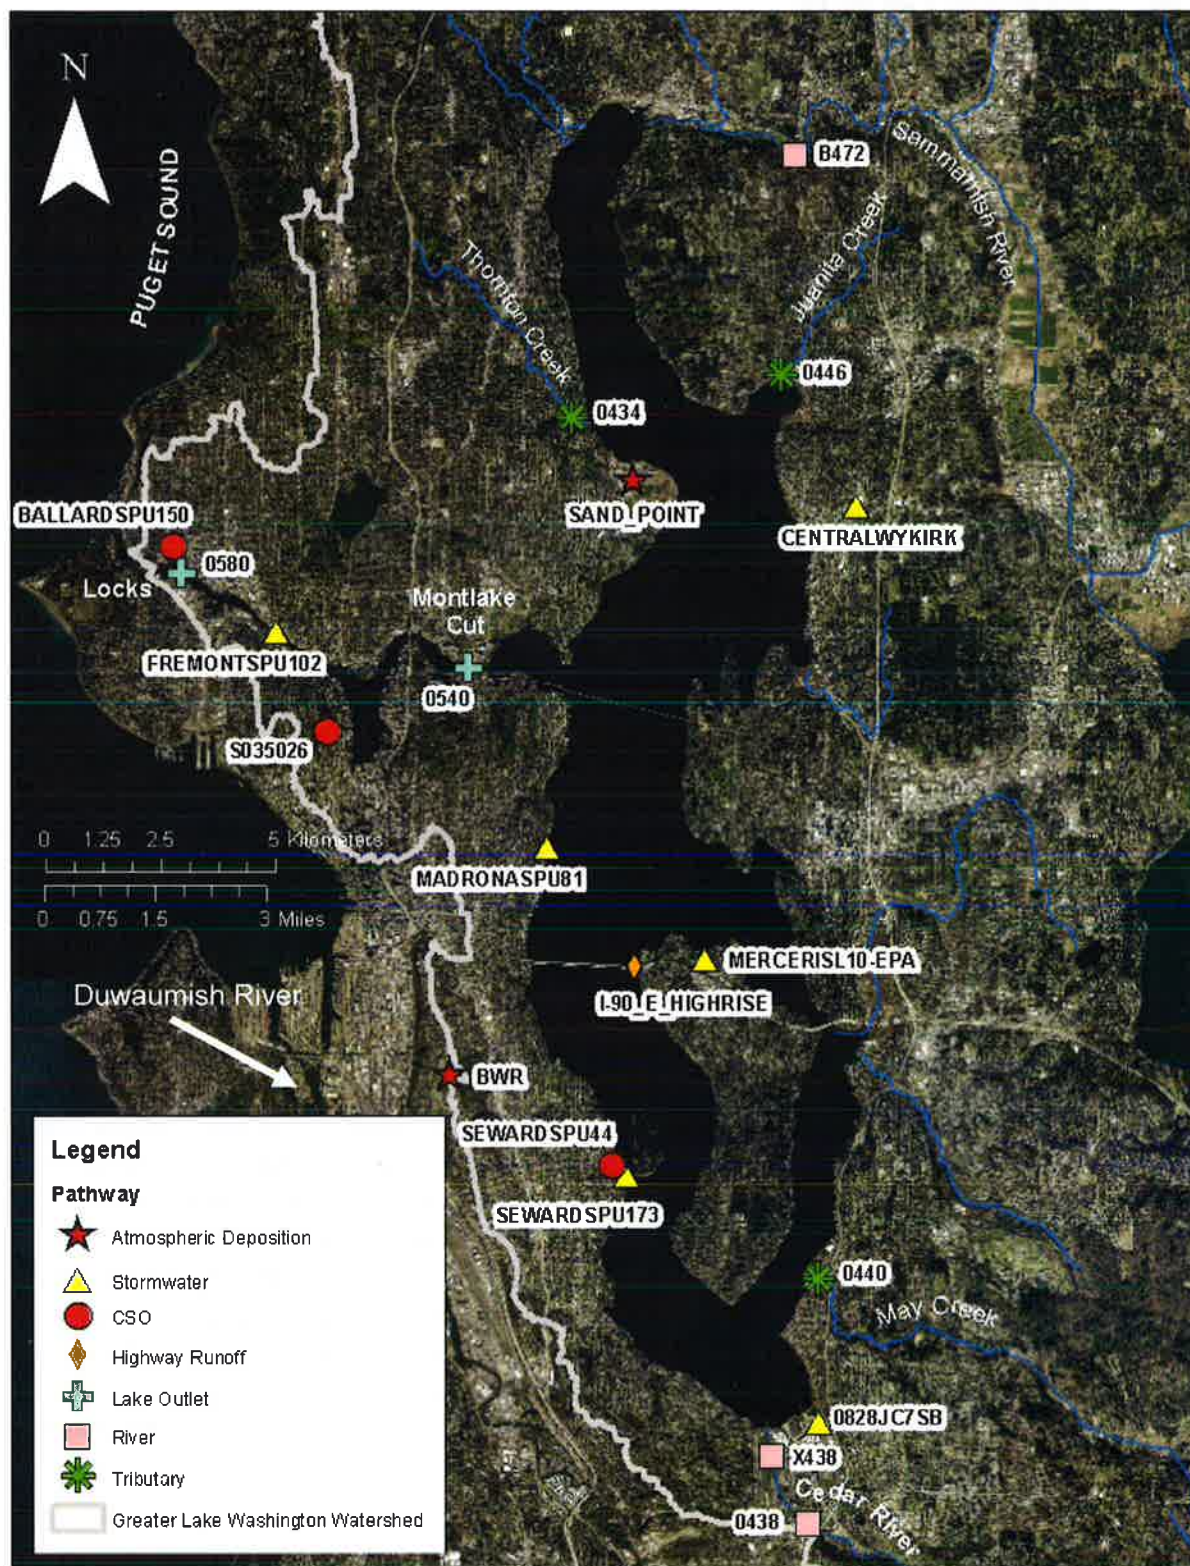 N
PUGET SOUND
B472
Sammamish River
Juanita Creek
Thornton Creek
0446
0434
SAND_POINT
BALLARDSPU150
CENTRALWYKIRK
0580
Locks
Montlake
Cut
FREMONTSPU102
0540
S035026
0 1.25 2.5 5 Kilometers
MADRONASPU81
0 0.75 1.5 3 Miles
MERCERISL10-EPA
I-90_E_HIGHRISE
Duwaumish River
BWR
SEWARDSPU44
SEWARDSPU173
0440
May Creek
0828JC7SB
X438
Cedar River
0438
Legend
Pathway
Atmospheric Deposition
Stormwater
CSO
Highway Runoff
Lake Outlet
River
Tributary
Greater Lake Washington Watershed